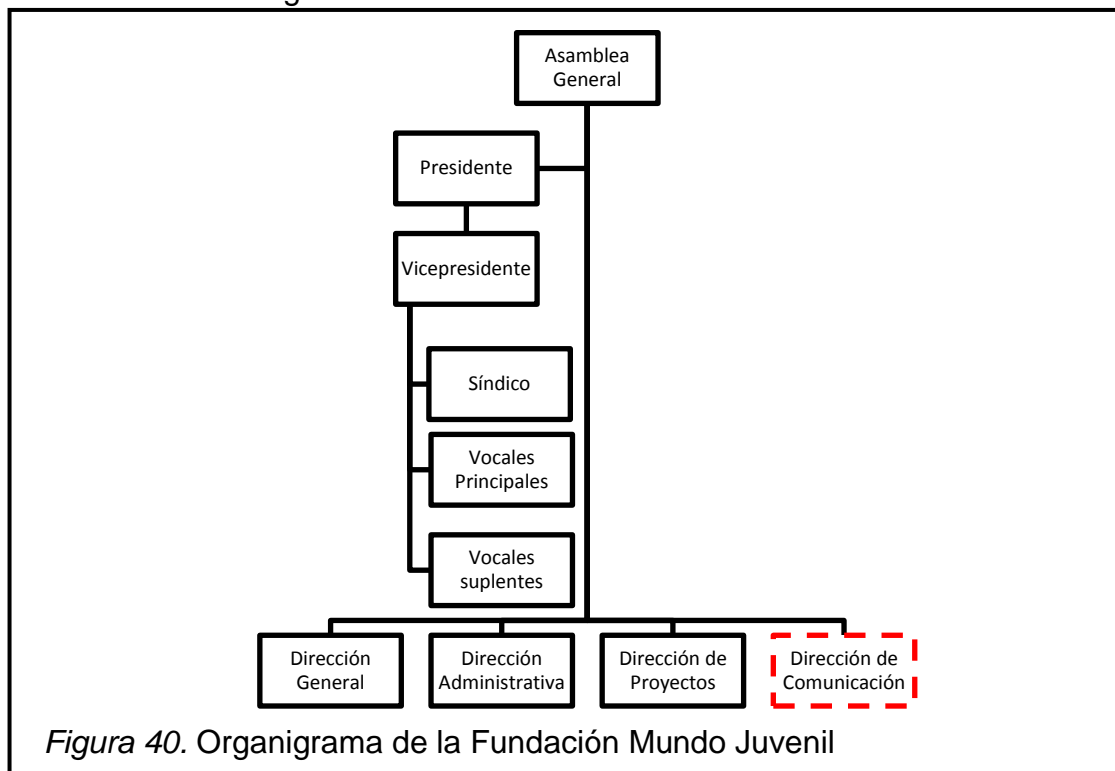 Asamblea
General
Presidente
Vicepresidente
Síndico
Vocales
Principales
Vocales
suplentes
Dirección
General
Dirección
Administrativa
Dirección de
Proyectos
Dirección de
Comunicación
Figura 40. Organigrama de la Fundación Mundo Juvenil